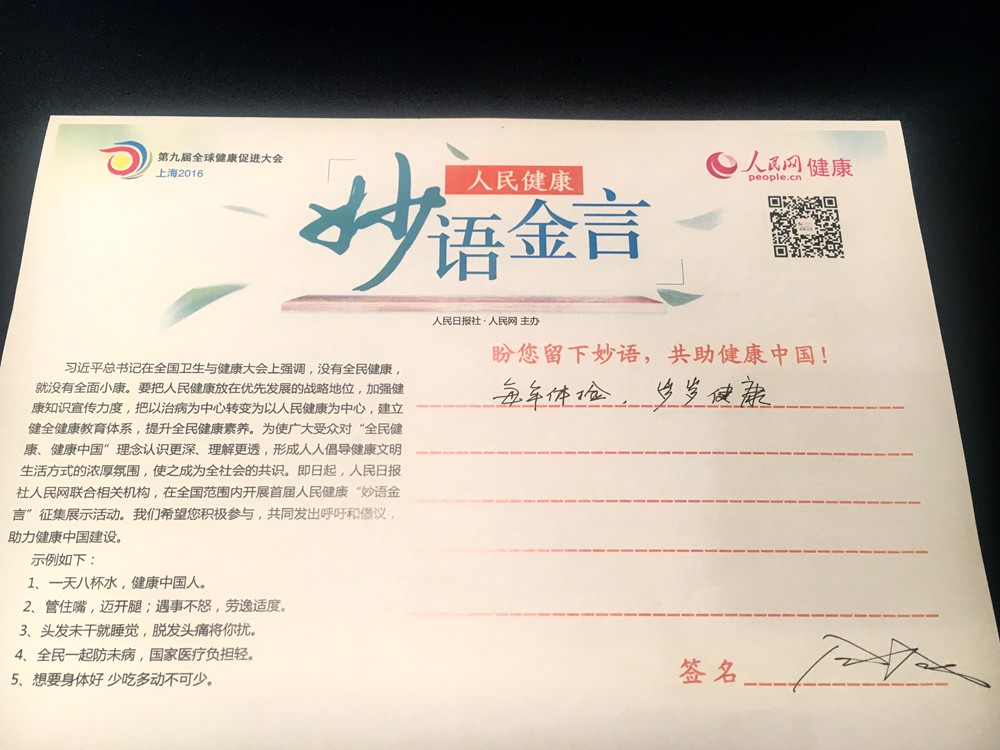 第九届全球健康促进大会
上海2016
人民健康
妙语金言
人民网 健康
people.cn
人民日报社·人民网 主办
习近平总书记在全国卫生与健康大会上强调，没有全民健康，
就没有全面小康。要把人民健康放在优先发展的战略地位，加强健
康知识宣传力度，把以治病为中心转变为以人民健康为中心，建立
健全健康教育体系，提升全民健康素养。为使广大受众对“全民健
康、健康中国”理念认识更深、理解更透，形成人人倡导健康文明
生活方式的浓厚氛围，使之成为全社会的共识。即日起，人民日报
社人民网联合相关机构，在全国范围内开展首届人民健康“妙语金
言”征集展示活动。我们希望您积极参与，共同发出呼吁和倡议，
助力健康中国建设。
示例如下：
1、一天八杯水，健康中国人。
2、管住嘴，迈开腿；遇事不怒，劳逸适度。
3、头发未干就睡觉，脱发头痛将你扰。
4、全民一起防未病，国家医疗负担轻。
5、想要身体好 少吃多动不可少。
盼您留下妙语，共助健康中国！
每年体检，岁岁健康
签名